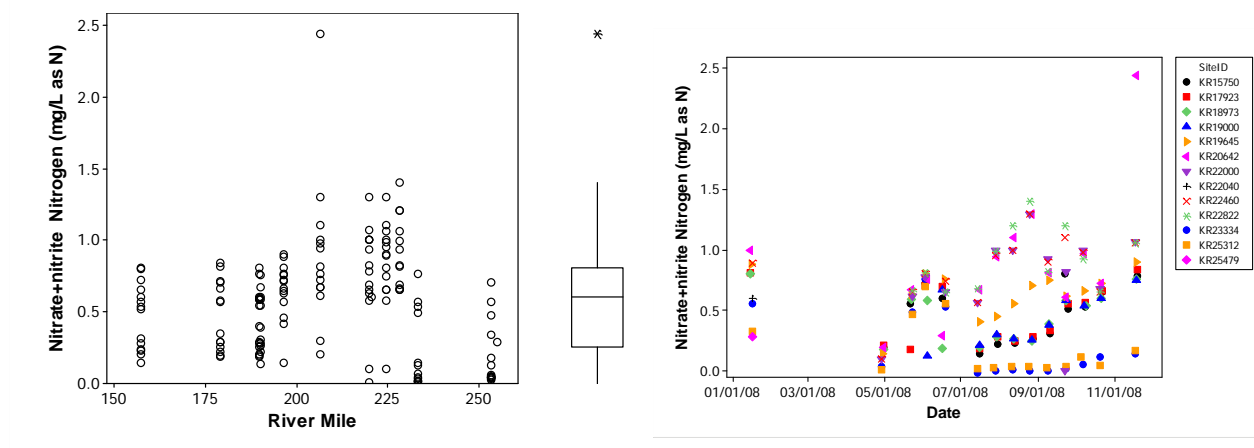 Nitrate+nitrite Nitrogen (mg/L as N)
2.5
2.0
1.5
1.0
0.5
0.0
150 175 200 225 250
River Mile
Nitrate+nitrite Nitrogen (mg/L as N)
2.5
2.0
1.5
1.0
0.5
0.0
01/01/08 03/01/08 05/01/08 07/01/08 09/01/08 11/01/08
Date
SiteID
KR15750
KR17923
KR18973
KR19000
KR19645
KR20642
KR22000
KR22040
KR22460
KR22822
KR23334
KR25312
KR25479